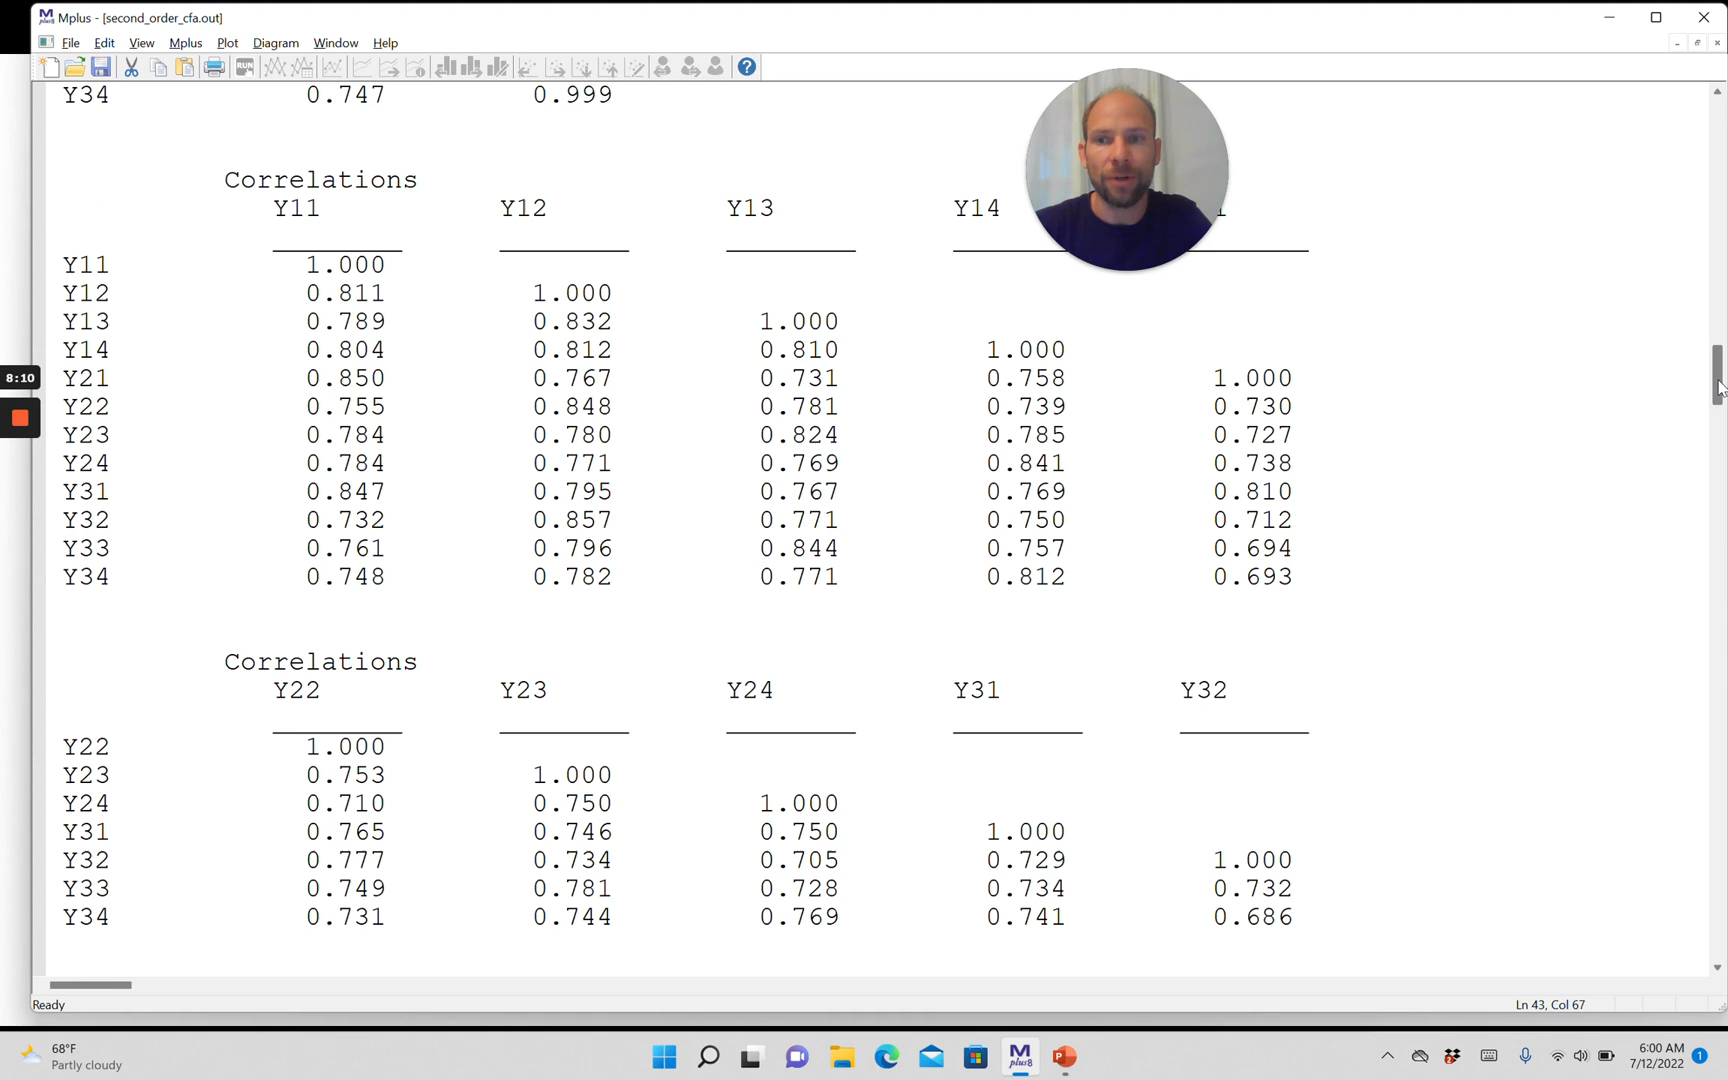 Mplus - [second_order_cfa.out]
File Edit View Mplus Plot Diagram Window Help
RUN
Y34 0.747 0.999
Correlations
Y11 Y12 Y13 Y14
Y11 1.000
Y12 0.811 1.000
Y13 0.789 0.832 1.000
Y14 0.804 0.812 0.810 1.000
8:10
Y21 0.850 0.767 0.731 0.758 1.000
Y22 0.755 0.848 0.781 0.739 0.730
Y23 0.784 0.780 0.824 0.785 0.727
Y24 0.784 0.771 0.769 0.841 0.738
Y31 0.847 0.795 0.767 0.769 0.810
Y32 0.732 0.857 0.771 0.750 0.712
Y33 0.761 0.796 0.844 0.757 0.694
Y34 0.748 0.782 0.771 0.812 0.693
Correlations
Y22 Y23 Y24 Y31 Y32
Y22 1.000
Y23 0.753 1.000
Y24 0.710 0.750 1.000
Y31 0.765 0.746 0.750 1.000
Y32 0.777 0.734 0.705 0.729 1.000
Y33 0.749 0.781 0.728 0.734 0.732
Y34 0.731 0.744 0.769 0.741 0.686
Ready Ln 43, Col 67
68°F
Partly cloudy
M
plus8
P
6:00 AM
7/12/2022
1